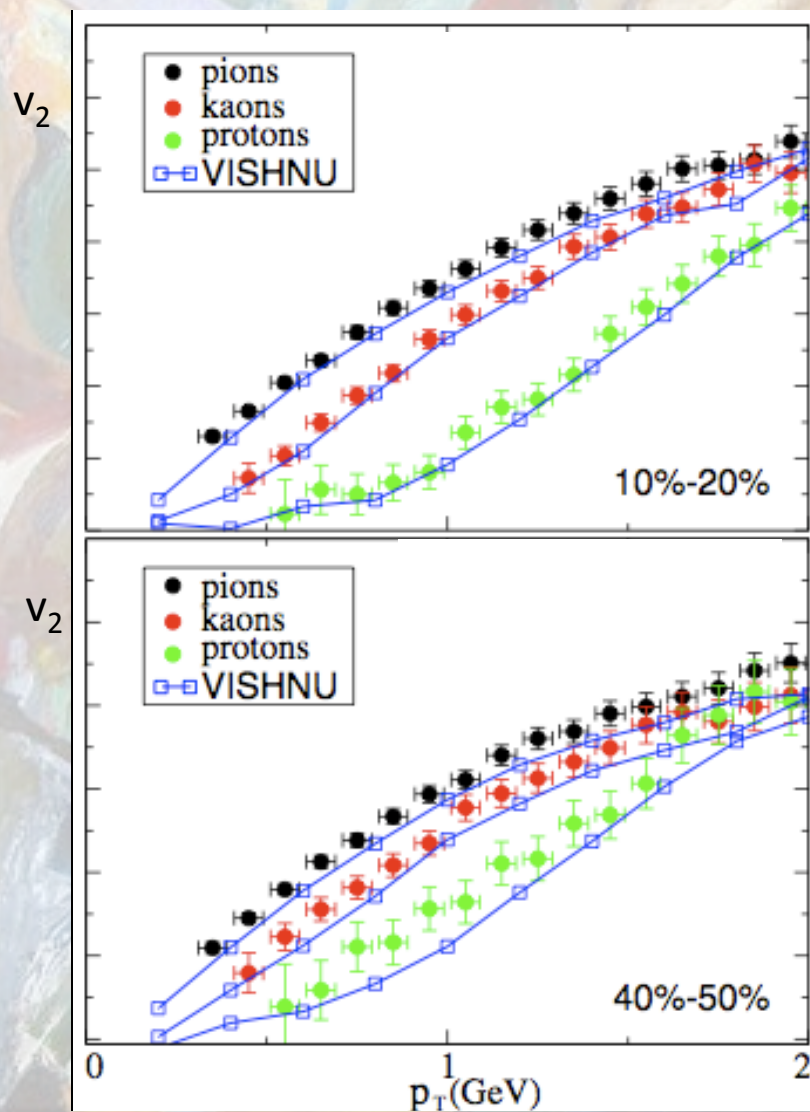 v2
pions
kaons
protons
VISHNU
10%-20%
v2
pions
kaons
protons
VISHNU
40%-50%
0 1 2
pT(GeV)